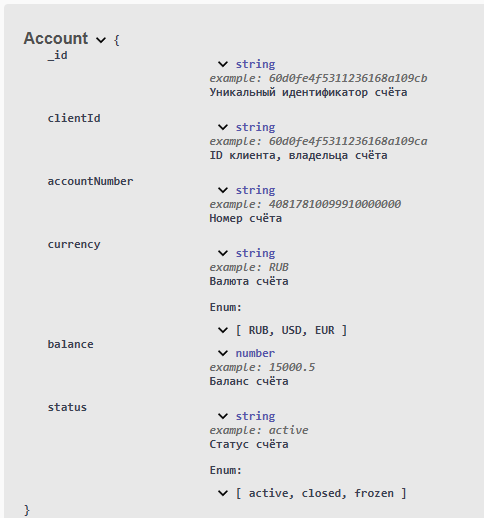 Account {
_id
string
example: 60d0fe4f5311236168a109cb
Уникальный идентификатор счёта
clientId
string
example: 60d0fe4f5311236168a109ca
ID клиента, владельца счёта
accountNumber
string
example: 40817810099910000000
Номер счёта
currency
string
example: RUB
Валюта счёта
Enum:
[ RUB, USD, EUR ]
balance
number
example: 15000.5
Баланс счёта
status
string
example: active
Статус счёта
Enum:
[ active, closed, frozen ]
}